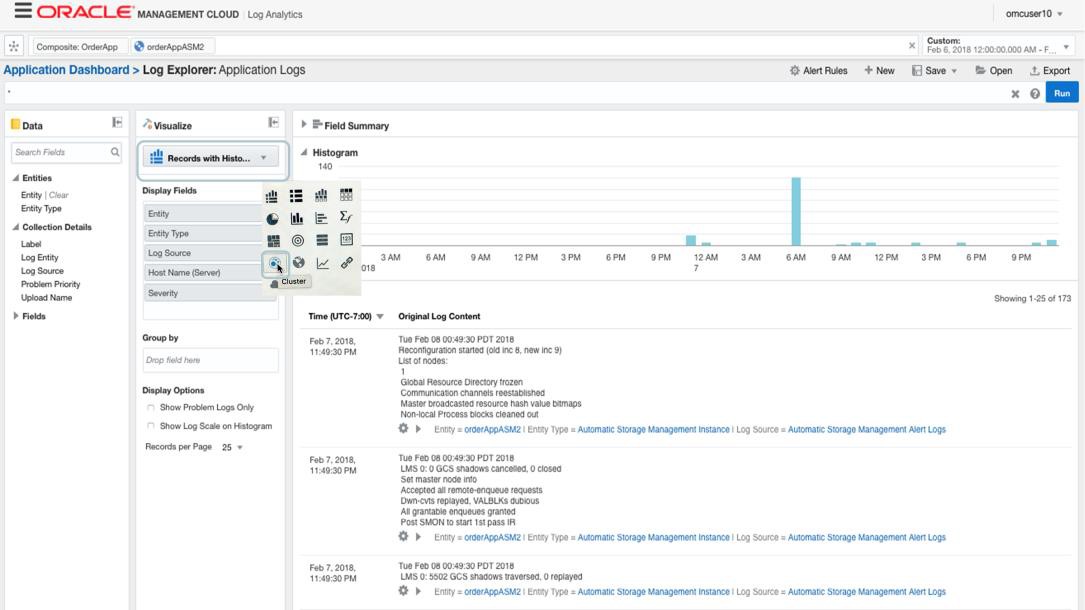 ORACLE MANAGEMENT CLOUD | Log Analytics
omcuser10
Composite: OrderApp
orderAppASM2
Custom:
Feb 6, 2018 12:00:00.000 AM - F...
Application Dashboard > Log Explorer: Application Logs
Alert Rules
+ New
Save
Open
Export
*
Run
Data
Search Fields
Entities
Entity | Clear
Entity Type
Collection Details
Label
Log Entity
Log Source
Problem Priority
Upload Name
Fields
Visualize
Records with Histo...
Display Fields
Entity
Entity Type
Log Source
Host Name (Server)
Severity
Cluster
Group by
Drop field here
Display Options
Show Problem Logs Only
Show Log Scale on Histogram
Records per Page 25
Field Summary
Histogram
140
3 AM 6 AM 9 AM 12 PM 3 PM 6 PM 9 PM 12 AM 3 AM 6 AM 9 AM 12 PM 3 PM 6 PM 9 PM
018 7
Showing 1-25 of 173
Time (UTC-7:00) Original Log Content
Feb 7, 2018,
11:49:30 PM
Tue Feb 08 00:49:30 PDT 2018
Reconfiguration started (old inc 8, new inc 9)
List of nodes:
1
Global Resource Directory frozen
Communication channels reestablished
Master broadcasted resource hash value bitmaps
Non-local Process blocks cleaned out
Entity = orderAppASM2 | Entity Type = Automatic Storage Management Instance | Log Source = Automatic Storage Management Alert Logs
Feb 7, 2018,
11:49:30 PM
Tue Feb 08 00:49:30 PDT 2018
LMS 0: 0 GCS shadows cancelled, 0 closed
Set master node info
Accepted all remote-enqueue requests
Dwn-cvts replayed, VALBLKs dubious
All grantable enqueues granted
Post SMON to start 1st pass IR
Entity = orderAppASM2 | Entity Type = Automatic Storage Management Instance | Log Source = Automatic Storage Management Alert Logs
Feb 7, 2018,
11:49:30 PM
Tue Feb 08 00:49:30 PDT 2018
LMS 0: 5502 GCS shadows traversed, 0 replayed
Entity = orderAppASM2 | Entity Type = Automatic Storage Management Instance | Log Source = Automatic Storage Management Alert Logs